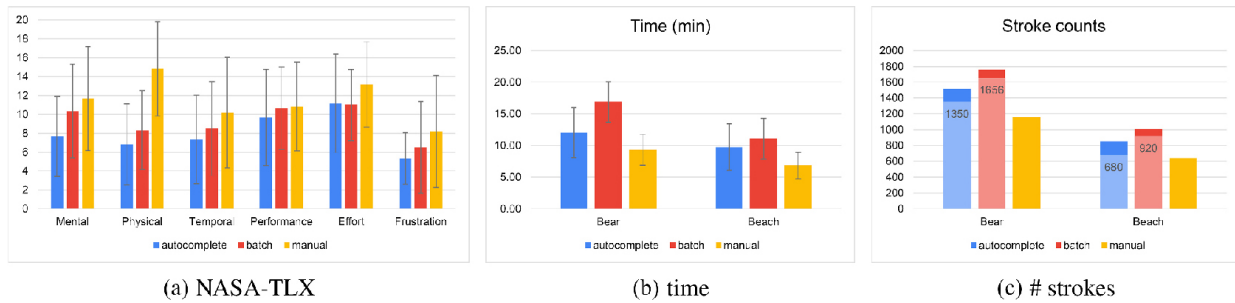 20
18
16
14
12
10
8
6
4
2
0
Mental Physical Temporal Performance Effort Frustration
autocomplete batch manual
(a) NASA-TLX
Time (min)
25.00
20.00
15.00
10.00
5.00
0.00
Bear Beach
autocomplete batch manual
(b) time
Stroke counts
2000
1800
1600
1400
1200
1000
800
600
400
200
0
1350 1656 680 920
Bear Beach
autocomplete batch manual
(c) # strokes